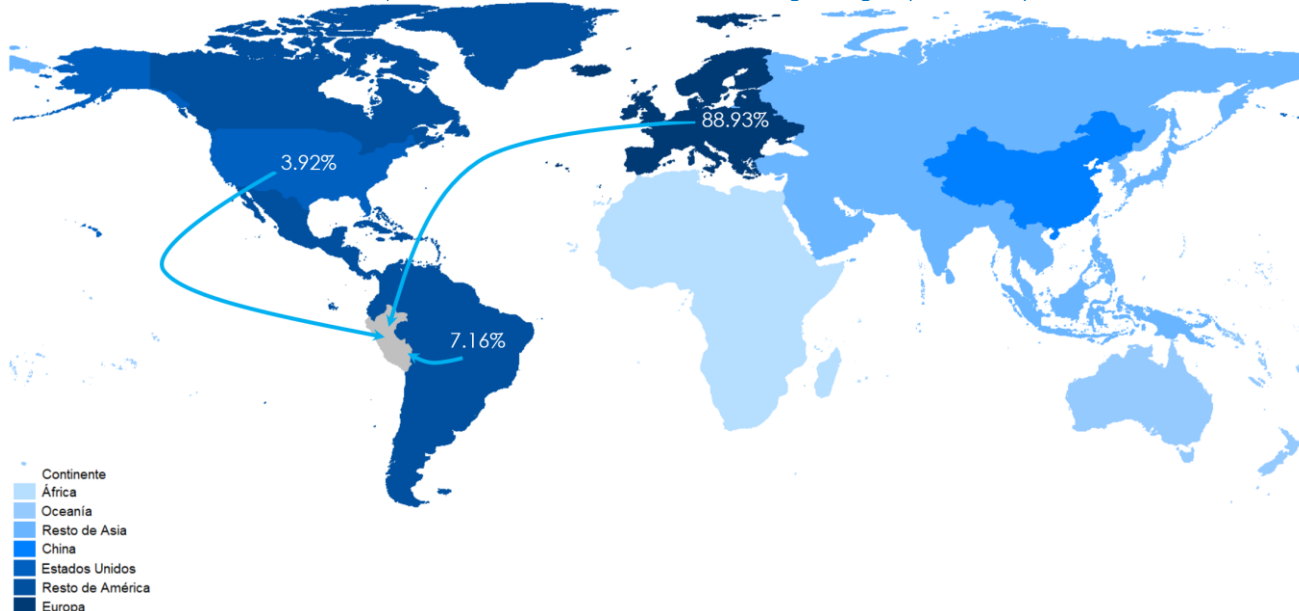 88.93%
3.92%
7.16%
Continente
África
Oceanía
Resto de Asia
China
Estados Unidos
Resto de América
Europa